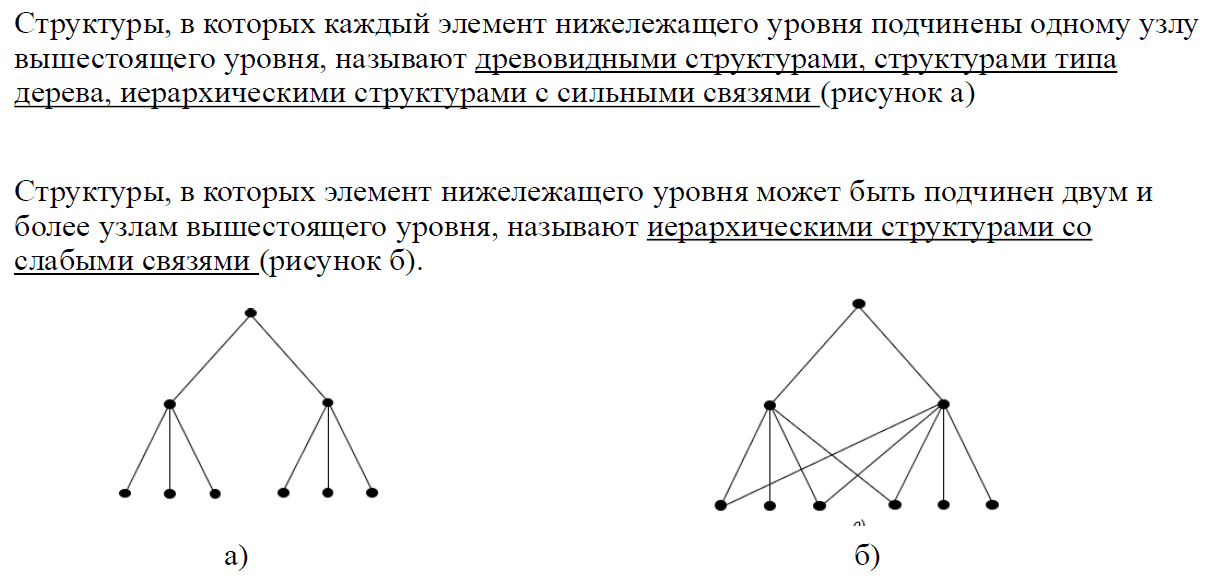 Структуры, в которых каждый элемент нижележащего уровня подчинены одному узлу
вышестоящего уровня, называют древовидными структурами, структурами типа
дерева, иерархическими структурами с сильными связями (рисунок а)
Структуры, в которых элемент нижележащего уровня может быть подчинен двум и
более узлам вышестоящего уровня, называют иерархическими структурами со
слабыми связями (рисунок б).
а)
б)